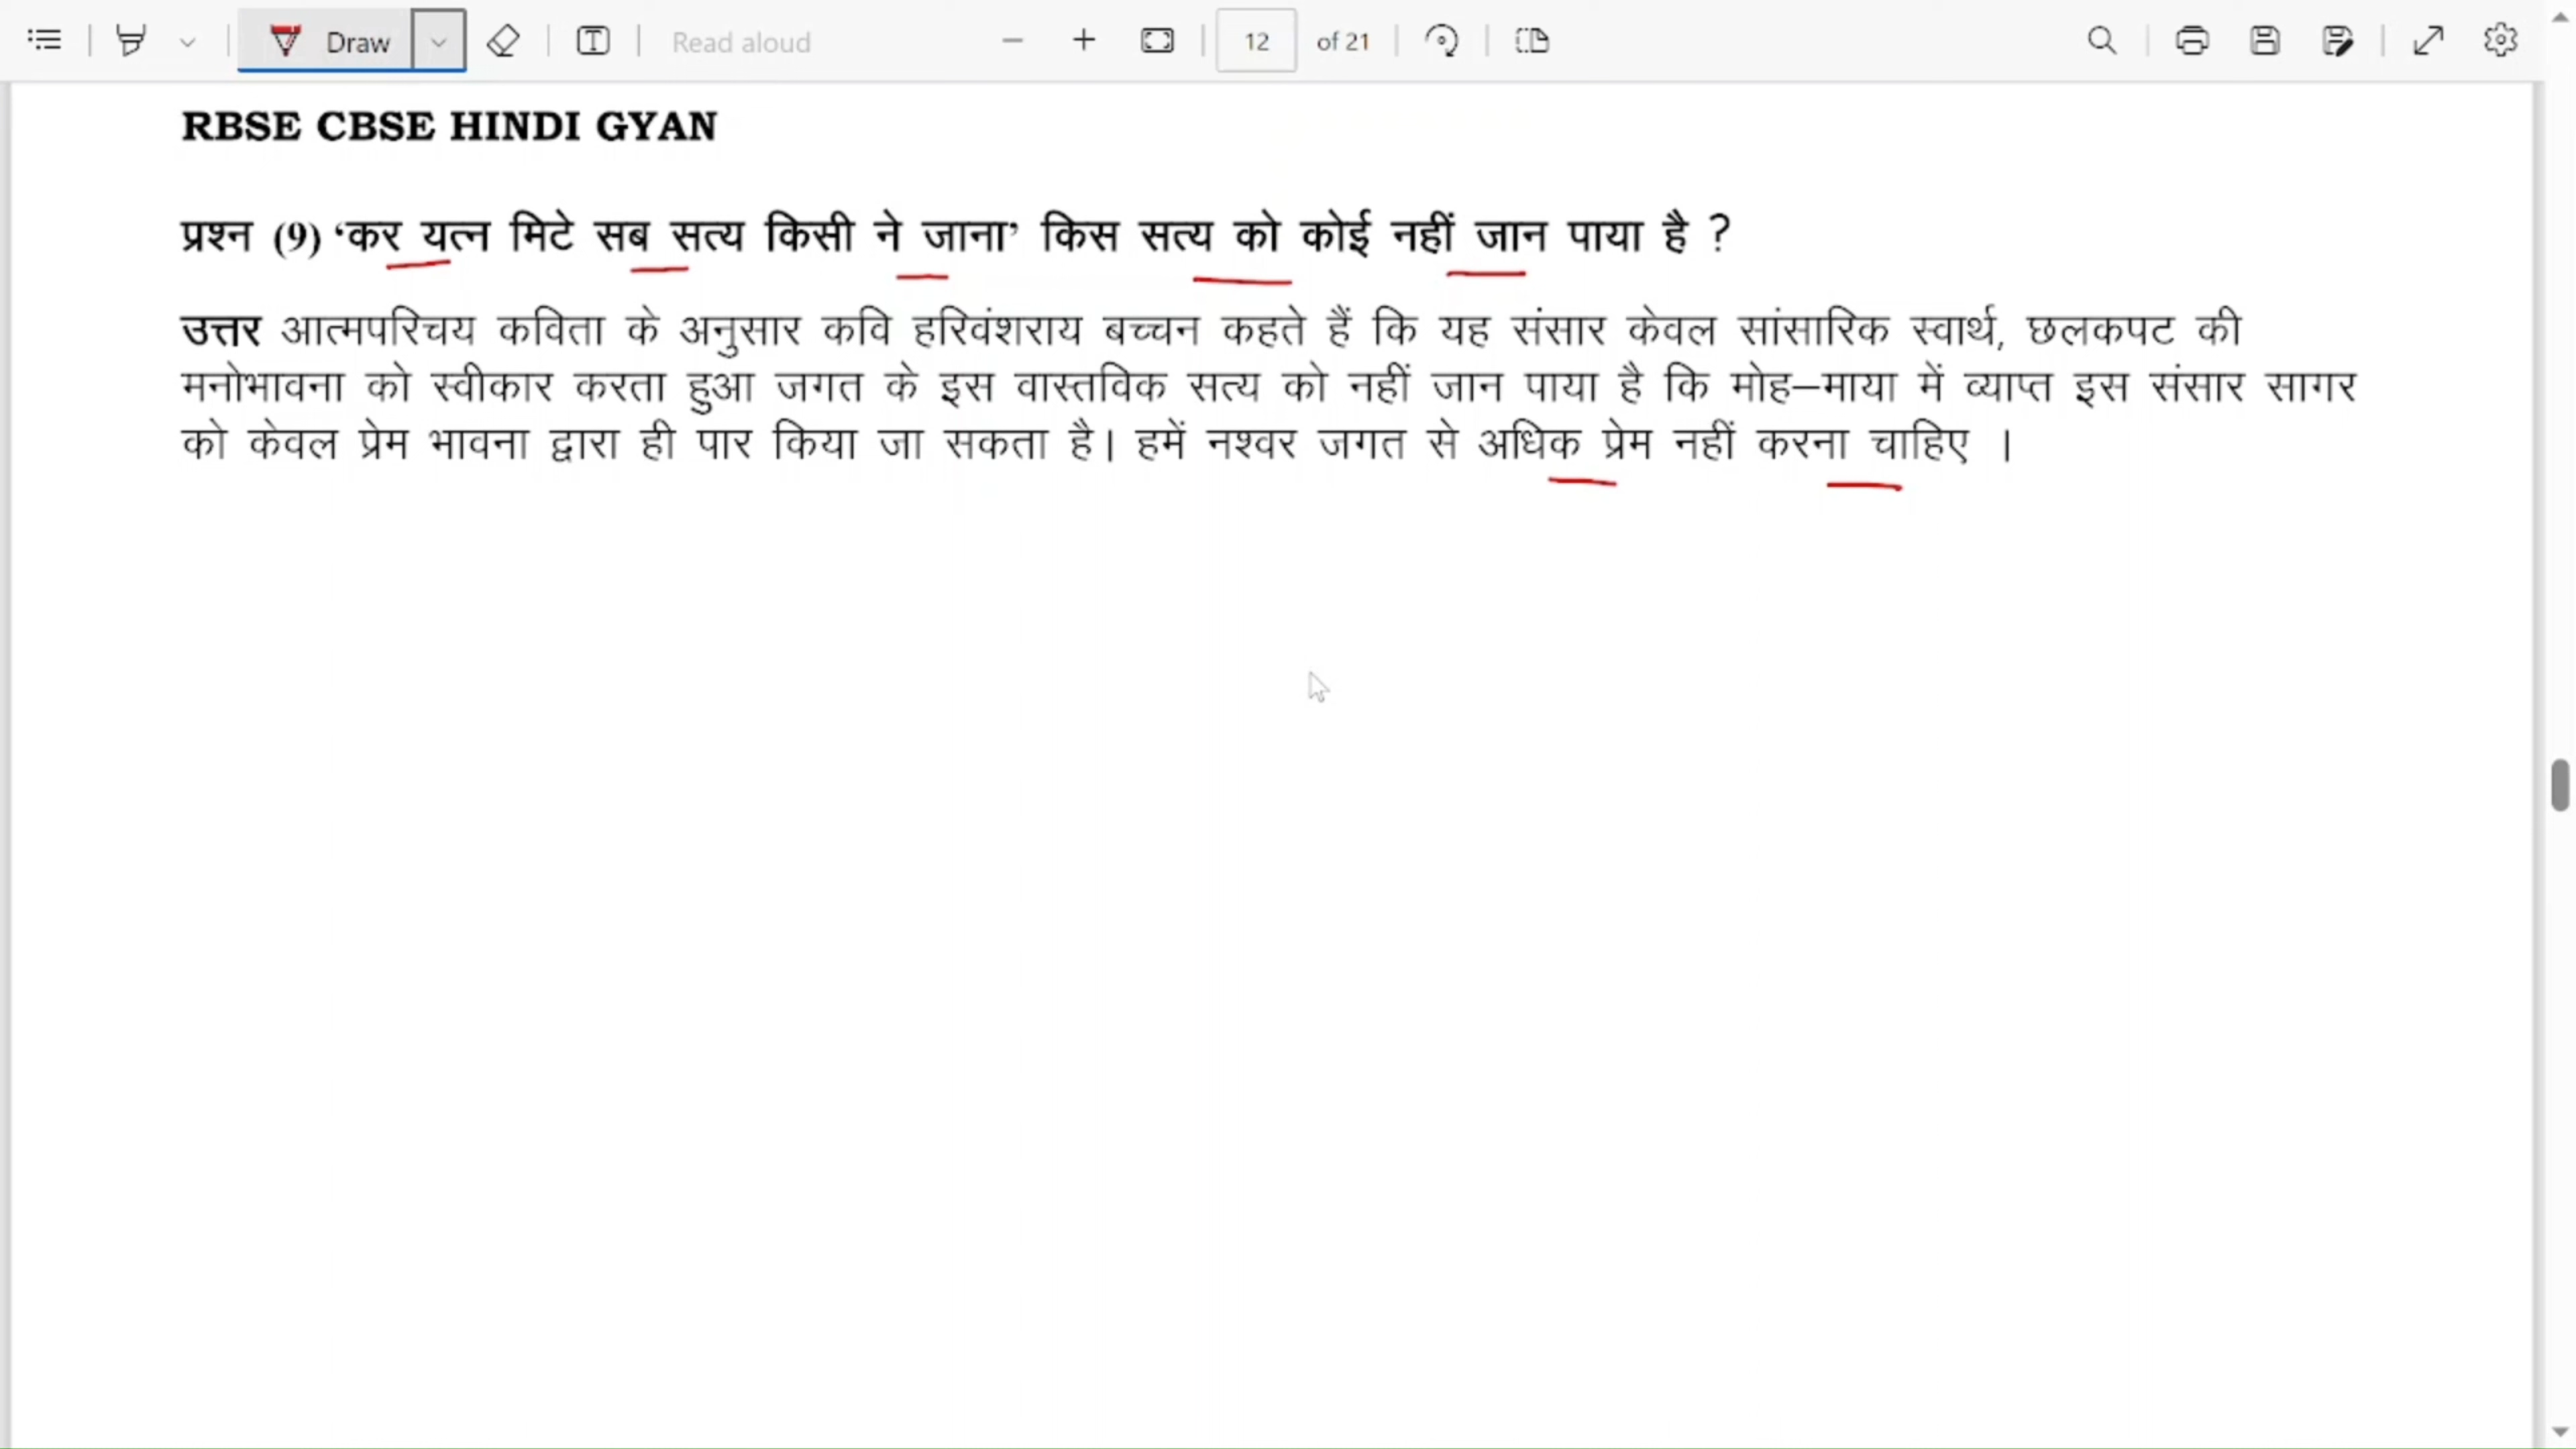 Draw
Read aloud
12 of 21
RBSE CBSE HINDI GYAN
प्रश्न (9) ‘कर यत्न मिटे सब सत्य किसी ने जाना’ किस सत्य को कोई नहीं जान पाया है ?
उत्तर आत्मपरिचय कविता के अनुसार कवि हरिवंशराय बच्चन कहते हैं कि यह संसार केवल सांसारिक स्वार्थ, छलकपट की
मनोभावना को स्वीकार करता हुआ जगत के इस वास्तविक सत्य को नहीं जान पाया है कि मोह–माया में व्याप्त इस संसार सागर
को केवल प्रेम भावना द्वारा ही पार किया जा सकता है। हमें नश्वर जगत से अधिक प्रेम नहीं करना चाहिए ।